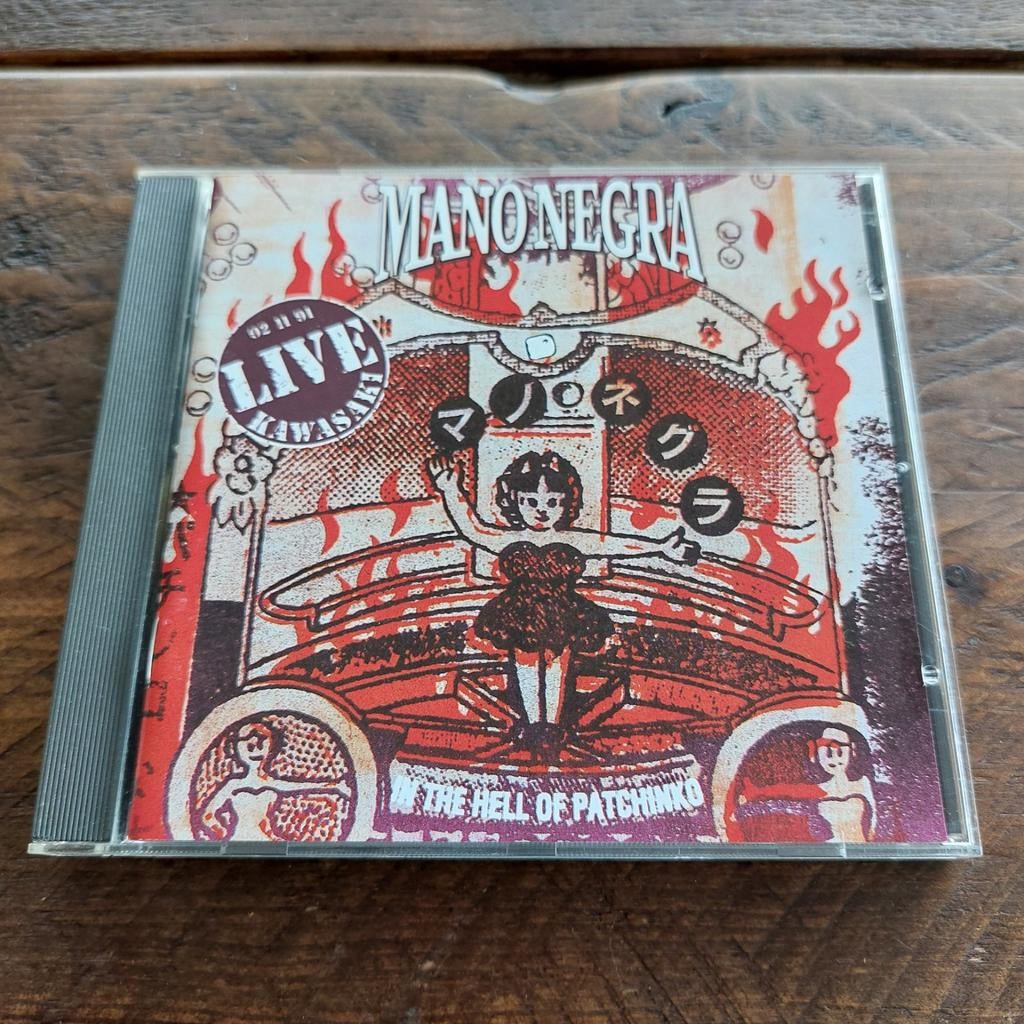 MANO NEGRA
02 11 91
LIVE
KAWASAKI
マノ・ネグラ
IN THE HELL OF PATCHINKO